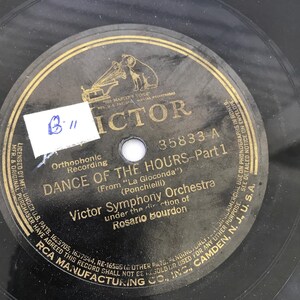 VICTOR
8.11
Orthophonic
Recording
35833-A
DANCE OF THE HOURS-Part 1
(From "La Gioconda")
(Ponchielli)
Victor Symphony Orchestra
under the direction of
Rosario Bourdon
RCA MANUFACTURING CO., INC., CAMDEN, N.J., U.S.A.